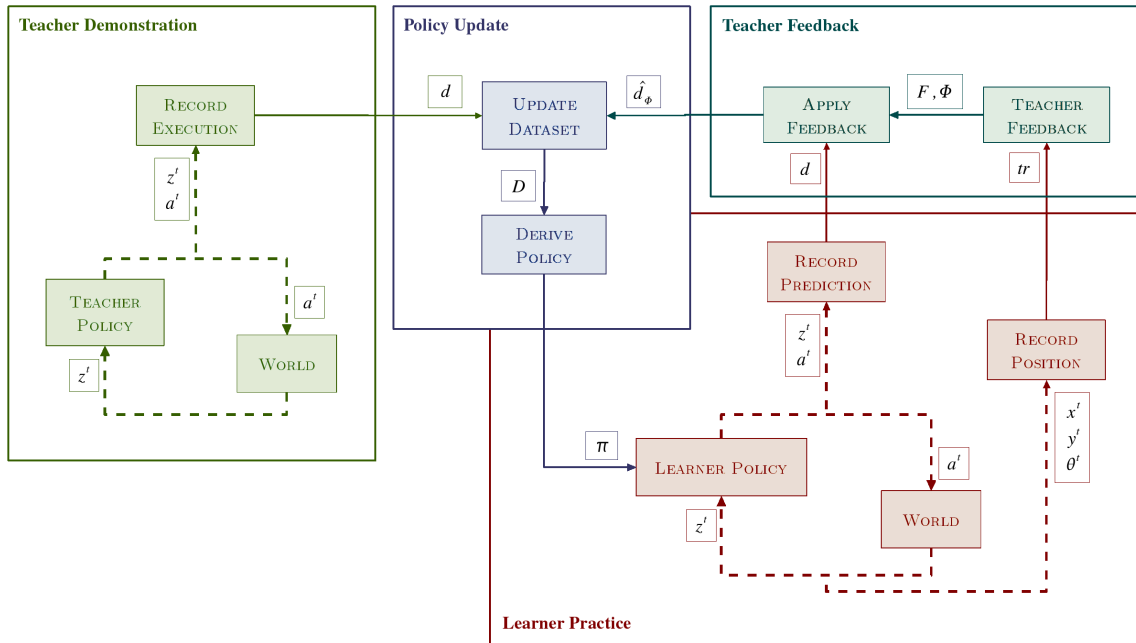 Teacher Demonstration
RECORD
EXECUTION
z^t
a^t
TEACHER
POLICY
a^t
z^t
WORLD
Policy Update
d
UPDATE
DATASET
d̂_Φ
D
DERIVE
POLICY
π
Teacher Feedback
APPLY
FEEDBACK
F , Φ
TEACHER
FEEDBACK
d
tr
RECORD
PREDICTION
z^t
a^t
RECORD
POSITION
x^t
y^t
θ^t
LEARNER POLICY
a^t
z^t
WORLD
Learner Practice